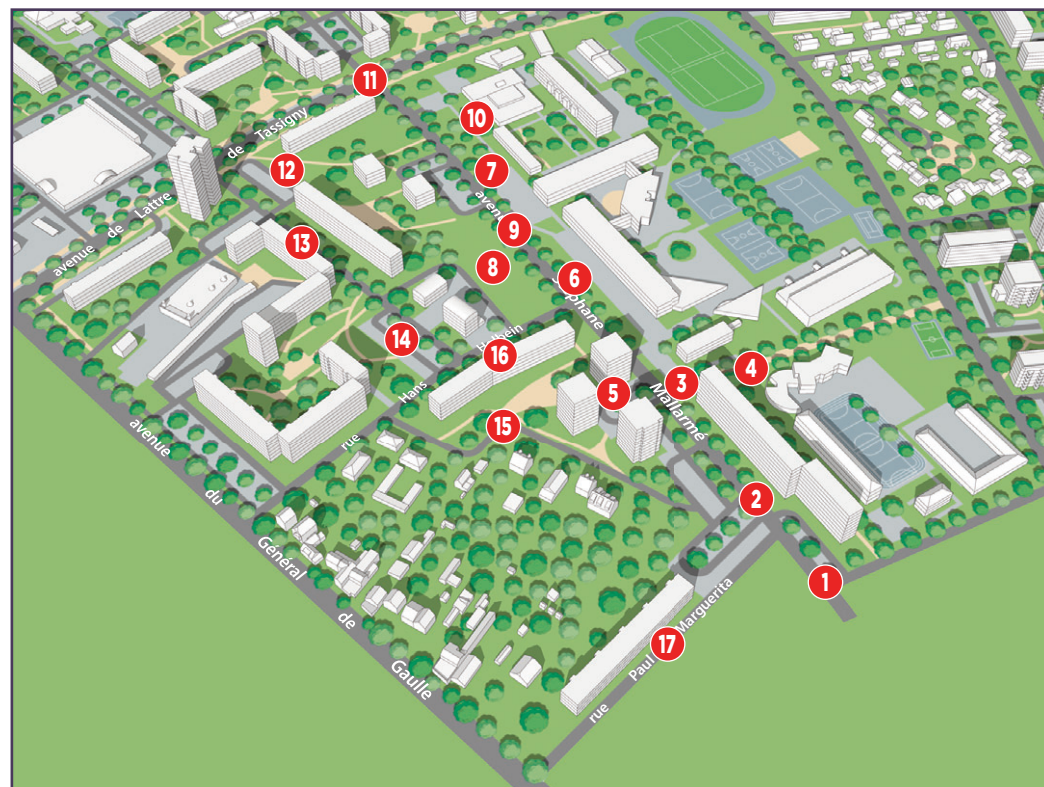 11
10
de Tassigny
12
7
avenue de Lattre
avenue
9
13
8
6
Stéphane
14
Holbein
16
4
3
Hans
5
Mallarmé
rue
15
avenue
2
du
Général
1
de
Marguerita
17
Paul
Gaulle
rue